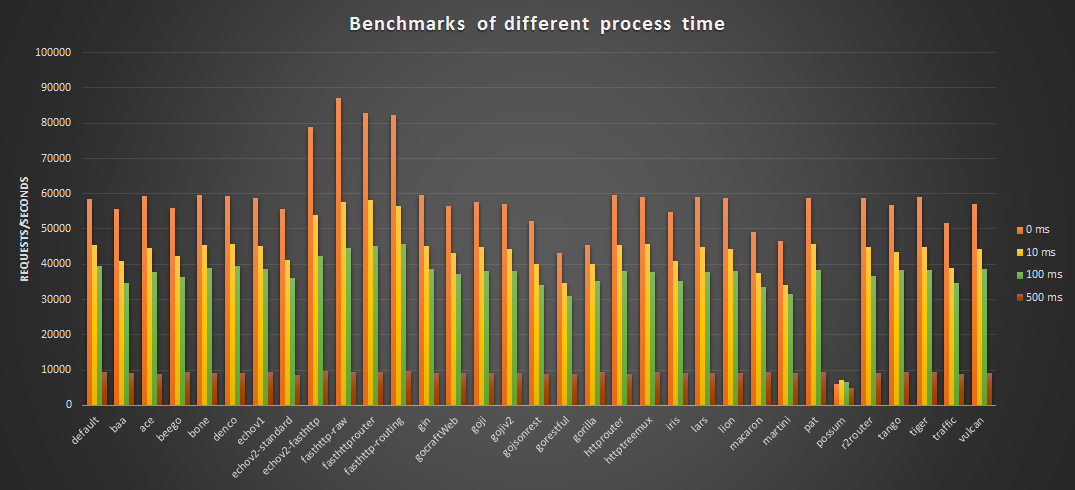 Benchmarks of different process time
100000
90000
80000
70000
60000
50000
40000
30000
20000
10000
0
REQUESTS/SECONDS
default
baa
ace
beego
bone
denco
echov1
echov2-standard
echov2-fasthttp
fasthttp-raw
fasthttprouter
fasthttp-routing
gin
gocraftWeb
goji
gojiv2
gojsonrest
gorestful
gorilla
httprouter
httptreemux
iris
lars
lion
macaron
martini
pat
possum
r2router
tango
tiger
traffic
vulcan
0 ms
10 ms
100 ms
500 ms